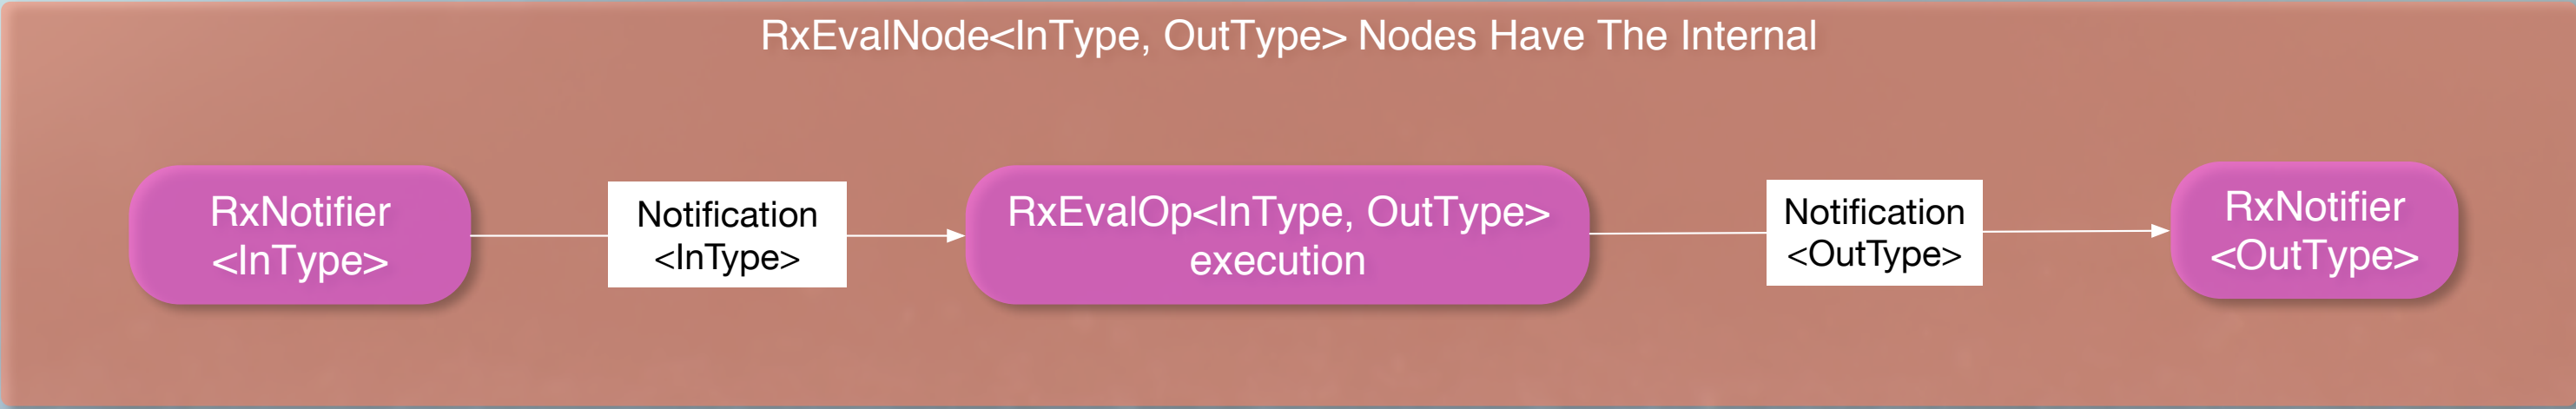 RxEvalNode<InType, OutType> Nodes Have The Internal
RxNotifier
<InType>
Notification
<InType>
RxEvalOp<InType, OutType>
execution
Notification
<OutType>
RxNotifier
<OutType>